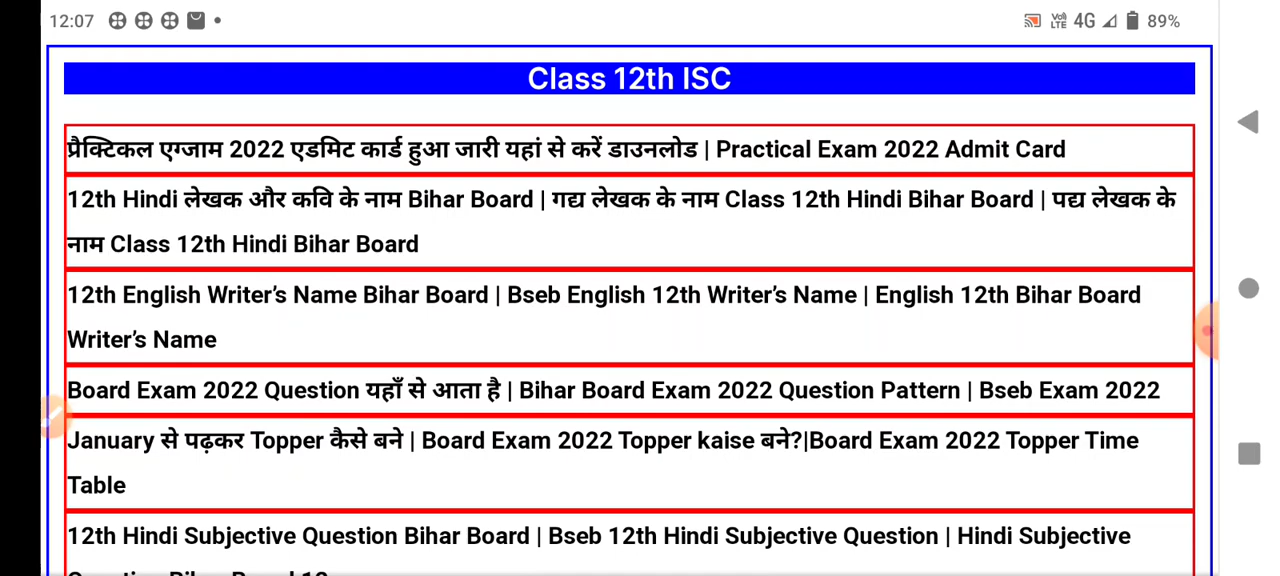 12:07
VoI) LTE 4G 89%
Class 12th ISC
प्रैक्टिकल एग्जाम 2022 एडमिट कार्ड हुआ जारी यहां से करें डाउनलोड | Practical Exam 2022 Admit Card
12th Hindi लेखक और कवि के नाम Bihar Board | गद्य लेखक के नाम Class 12th Hindi Bihar Board | पद्य लेखक के
नाम Class 12th Hindi Bihar Board
12th English Writer’s Name Bihar Board | Bseb English 12th Writer’s Name | English 12th Bihar Board
Writer’s Name
Board Exam 2022 Question यहाँ से आता है | Bihar Board Exam 2022 Question Pattern | Bseb Exam 2022
January से पढ़कर Topper कैसे बने | Board Exam 2022 Topper kaise बने?|Board Exam 2022 Topper Time
Table
12th Hindi Subjective Question Bihar Board | Bseb 12th Hindi Subjective Question | Hindi Subjective